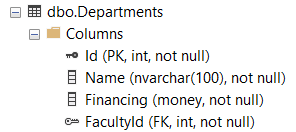 dbo.Departments
Columns
Id (PK, int, not null)
Name (nvarchar(100), not null)
Financing (money, not null)
FacultyId (FK, int, not null)